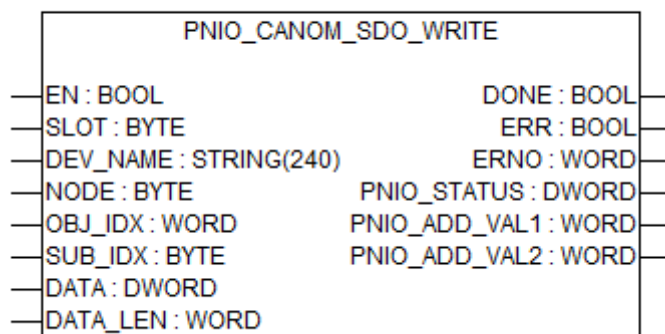 PNIO_CANOM_SDO_WRITE
EN : BOOL DONE : BOOL
SLOT : BYTE ERR : BOOL
DEV_NAME : STRING(240) ERNO : WORD
NODE : BYTE PNIO_STATUS : DWORD
OBJ_IDX : WORD PNIO_ADD_VAL1 : WORD
SUB_IDX : BYTE PNIO_ADD_VAL2 : WORD
DATA : DWORD
DATA_LEN : WORD